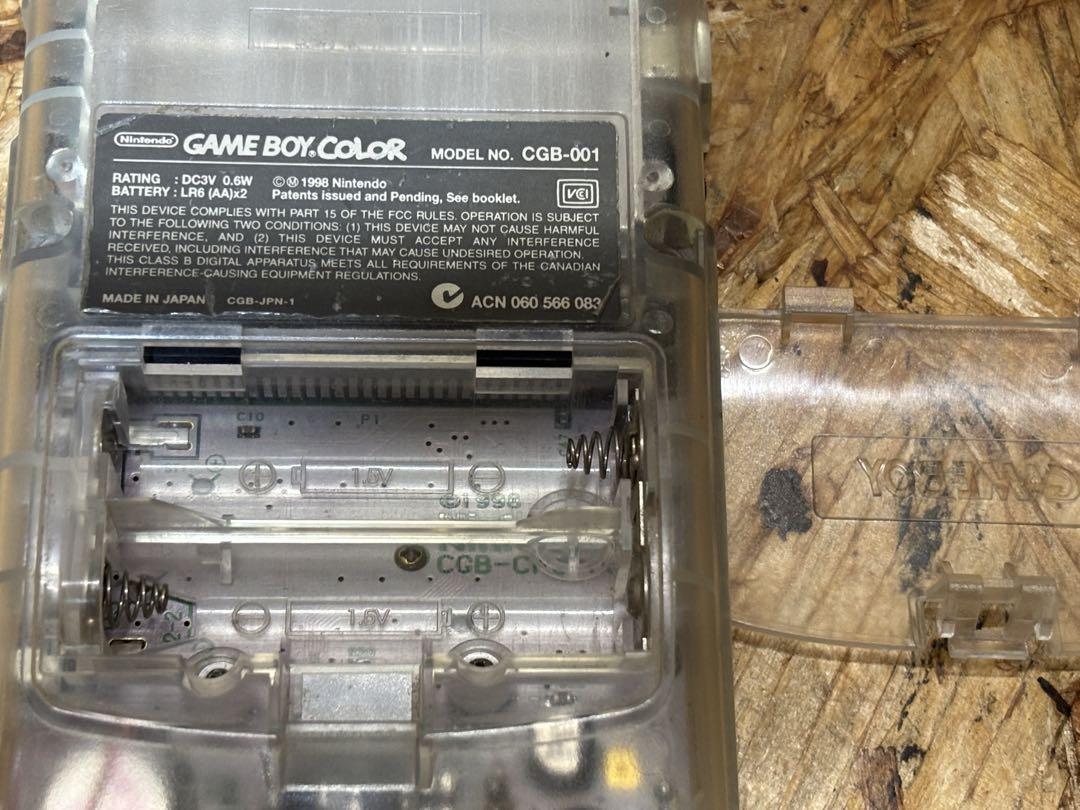 Nintendo GAME BOY COLOR MODEL NO. CGB-001
RATING : DC3V 0.6W © Ⓜ 1998 Nintendo
BATTERY : LR6 (AA)x2 Patents issued and Pending, See booklet.
VCI
THIS DEVICE COMPLIES WITH PART 15 OF THE FCC RULES. OPERATION IS SUBJECT
TO THE FOLLOWING TWO CONDITIONS: (1) THIS DEVICE MAY NOT CAUSE HARMFUL
INTERFERENCE, AND (2) THIS DEVICE MUST ACCEPT ANY INTERFERENCE
RECEIVED, INCLUDING INTERFERENCE THAT MAY CAUSE UNDESIRED OPERATION.
THIS CLASS B DIGITAL APPARATUS MEETS ALL REQUIREMENTS OF THE CANADIAN
INTERFERENCE-CAUSING EQUIPMENT REGULATIONS.
MADE IN JAPAN CGB-JPN-1 ACN 060 566 083
C10 P1
+ 1.5V -
©1998
- 1.5V +
2-2
GAME BOY